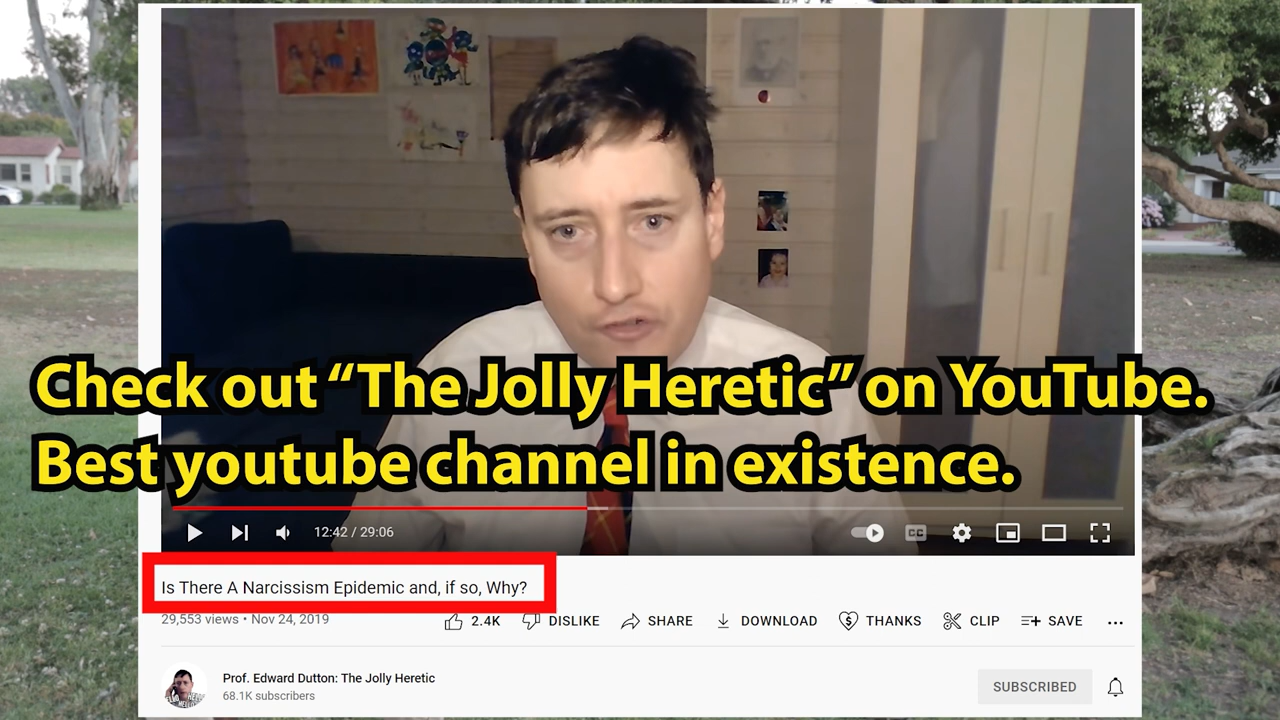 Check out “The Jolly Heretic” on YouTube.
Best youtube channel in existence.
12:42 / 29:06
CC
Is There A Narcissism Epidemic and, if so, Why?
29,553 views • Nov 24, 2019
2.4K DISLIKE SHARE DOWNLOAD THANKS CLIP SAVE ...
Prof. Edward Dutton: The Jolly Heretic
68.1K subscribers
SUBSCRIBED